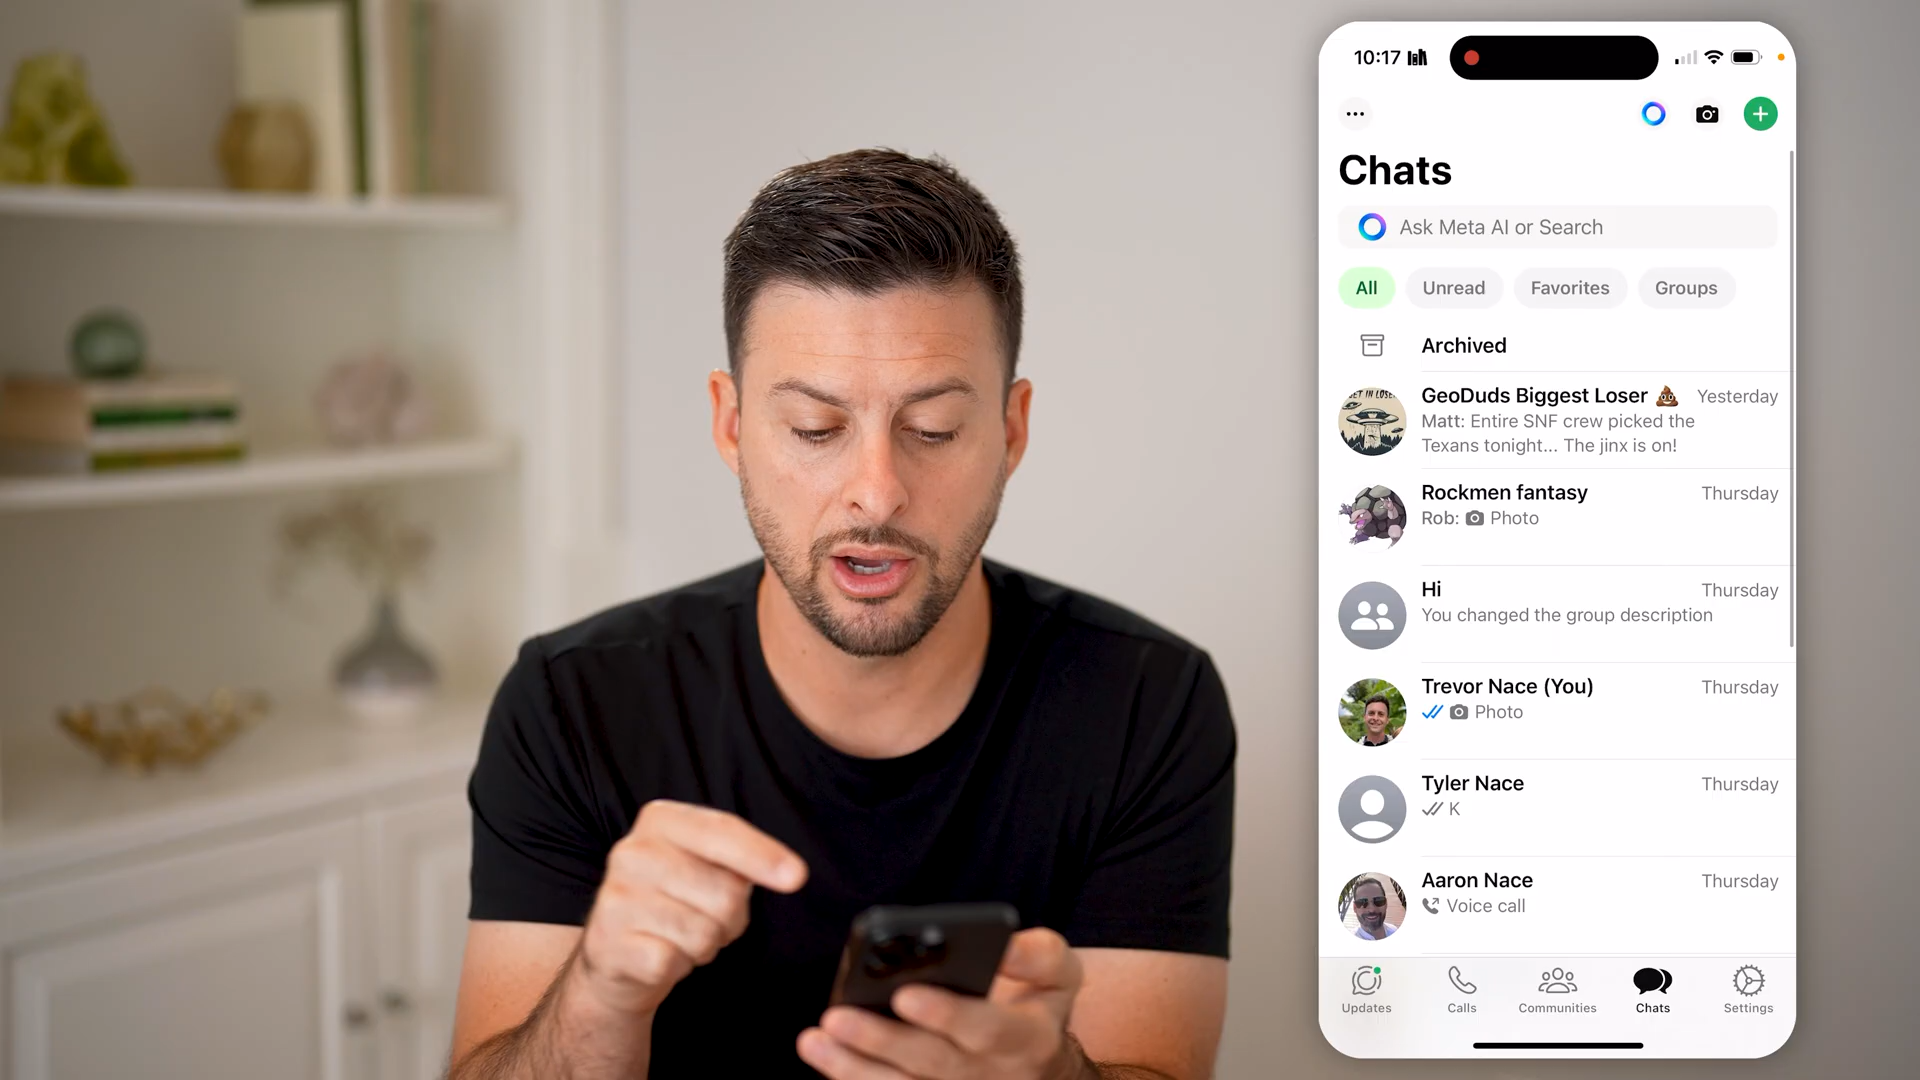 10:17
Chats
Ask Meta AI or Search
All
Unread
Favorites
Groups
Archived
GeoDuds Biggest Loser 💩 Yesterday
Matt: Entire SNF crew picked the
Texans tonight... The jinx is on!
Rockmen fantasy Thursday
Rob: Photo
Hi Thursday
You changed the group description
Trevor Nace (You) Thursday
Photo
Tyler Nace Thursday
K
Aaron Nace Thursday
Voice call
Updates
Calls
Communities
Chats
Settings